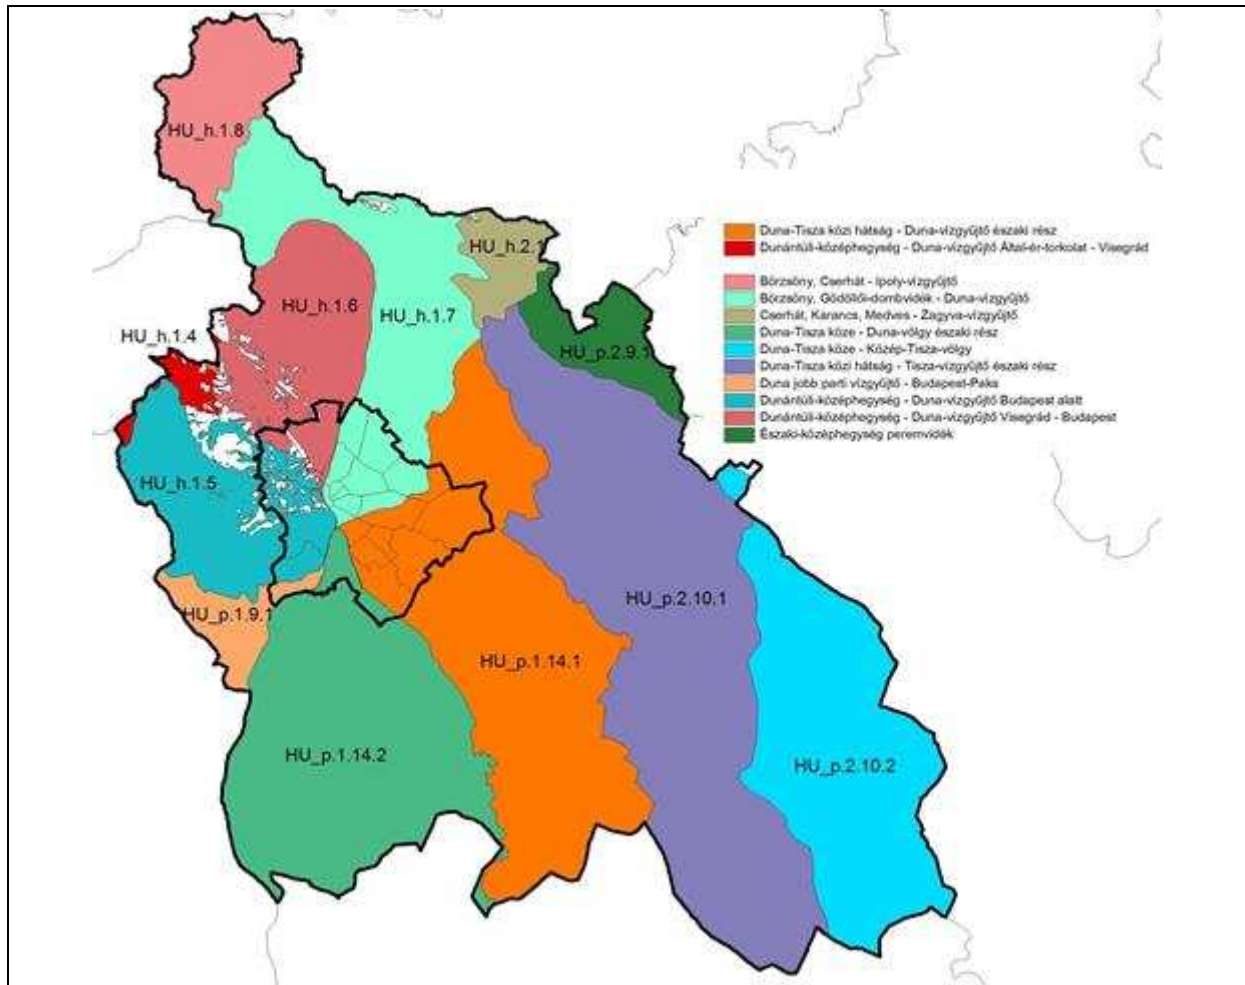 HU_h.1.8
HU_h.2.1
HU_h.1.6
HU_h.1.7
HU_h.1.4
HU_p.2.9.1
HU_h.1.5
HU_p.1.9.1
HU_p.2.10.1
HU_p.1.14.1
HU_p.1.14.2
HU_p.2.10.2
Duna-Tisza közi hátság - Duna-vízgyűjtő északi rész
Dunántúli-középhegység - Duna-vízgyűjtő Által-ér-torkolat - Visegrád
Börzsöny, Cserhát - Ipoly-vízgyűjtő
Börzsöny, Gödöllői-dombvidék - Duna-vízgyűjtő
Cserhát, Karancs, Medves - Zagyva-vízgyűjtő
Duna-Tisza köze - Duna-völgy északi rész
Duna-Tisza köze - Közép-Tisza-völgy
Duna-Tisza közi hátság - Tisza-vízgyűjtő északi rész
Duna jobb parti vízgyűjtő - Budapest-Paks
Dunántúli-középhegység - Duna-vízgyűjtő Budapest alatt
Dunántúli-középhegység - Duna-vízgyűjtő Visegrád - Budapest
Északi-középhegység peremvidék